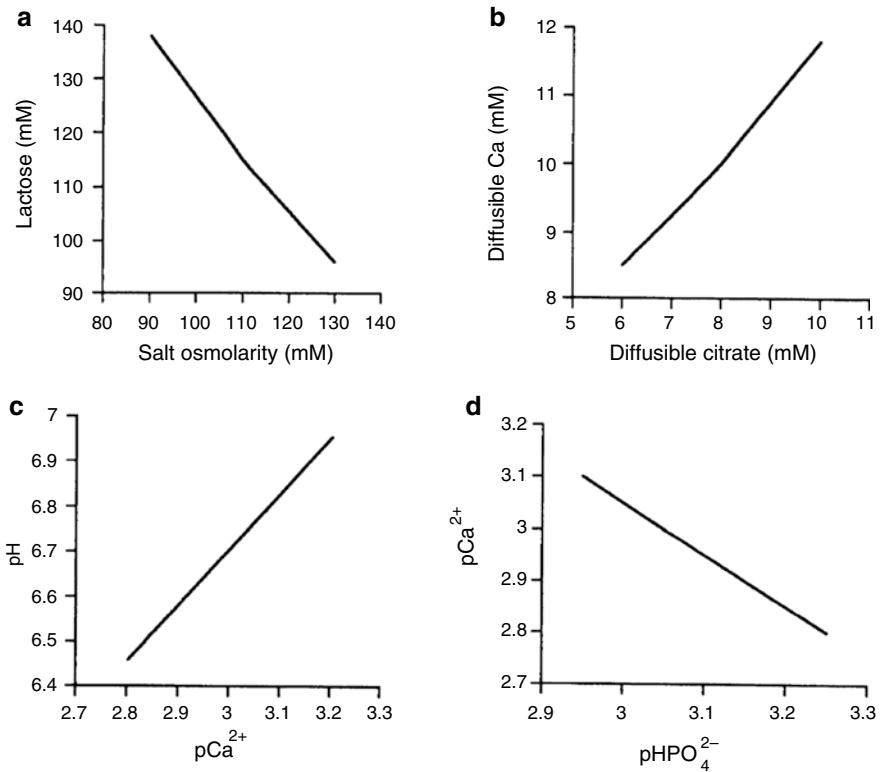 a
140
130
120
110
100
90
Lactose (mM)
80 90 100 110 120 130 140
Salt osmolarity (mM)
b
12
11
10
9
8
Diffusible Ca (mM)
5 6 7 8 9 10 11
Diffusible citrate (mM)
c
7
6.9
6.8
6.7
6.6
6.5
6.4
pH
2.7 2.8 2.9 3 3.1 3.2 3.3
pCa²⁺
d
3.2
3.1
3
2.9
2.8
2.7
pCa²⁺
2.9 3 3.1 3.2 3.3
pHPO₄²⁻